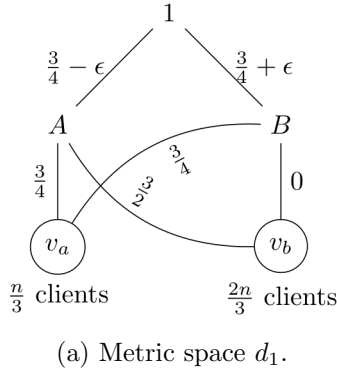 1
3/4 − ϵ
3/4 + ϵ
A
B
3/4
3/4
3/2
0
v_a
v_b
n/3 clients
2n/3 clients
(a) Metric space d_1.